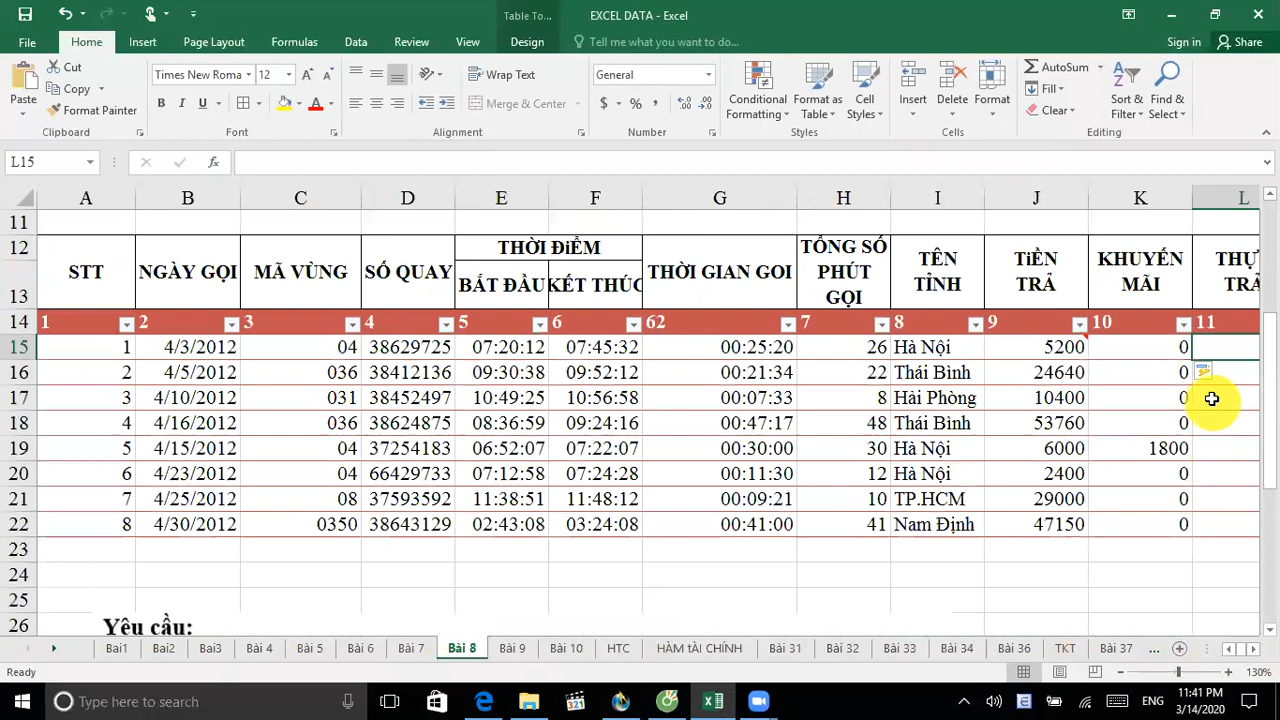 Table To...
EXCEL DATA - Excel
File Home Insert Page Layout Formulas Data Review View Design Tell me what you want to do... Sign in Share
Cut
Copy
Format Painter
Paste
Clipboard
Times New Roma 12
B I U
Font
Wrap Text
Merge & Center
Alignment
General
$ % ,
Number
Conditional Formatting
Format as Table
Cell Styles
Styles
Insert Delete Format
Cells
AutoSum
Fill
Clear
Sort & Filter
Find & Select
Editing
L15 fx
A B C D E F G H I J K L
11
12 STT NGÀY GỌI MÃ VÙNG SỐ QUAY THỜI ĐiỂM THỜI GIAN GOI TỔNG SỐ PHÚT GỌI TÊN TỈNH TiỀN TRẢ KHUYẾN MÃI
13 BẮT ĐẦU KẾT THÚC
14 1 2 3 4 5 6 62 7 8 9 10 11
15 1 4/3/2012 04 38629725 07:20:12 07:45:32 00:25:20 26 Hà Nội 5200 0
16 2 4/5/2012 036 38412136 09:30:38 09:52:12 00:21:34 22 Thái Bình 24640 0
17 3 4/10/2012 031 38452497 10:49:25 10:56:58 00:07:33 8 Hải Phòng 10400 0
18 4 4/16/2012 036 38624875 08:36:59 09:24:16 00:47:17 48 Thái Bình 53760 0
19 5 4/15/2012 04 37254183 06:52:07 07:22:07 00:30:00 30 Hà Nội 6000 1800
20 6 4/23/2012 04 66429733 07:12:58 07:24:28 00:11:30 12 Hà Nội 2400 0
21 7 4/25/2012 08 37593592 11:38:51 11:48:12 00:09:21 10 TP.HCM 29000 0
22 8 4/30/2012 0350 38643129 02:43:08 03:24:08 00:41:00 41 Nam Định 47150 0
23
24
25
26 Yêu cầu:
Bai1 Bai2 Bai3 Bài 4 Bài 5 Bài 6 Bài 7 Bài 8 Bài 9 Bài 10 HTC HÀM tÀI CHÍNH Bài 31 Bài 32 Bài 33 Bài 34 Bài 36 TKT Bài 37 ...
Ready 130%
Type here to search
ENG
11:41 PM
3/14/2020